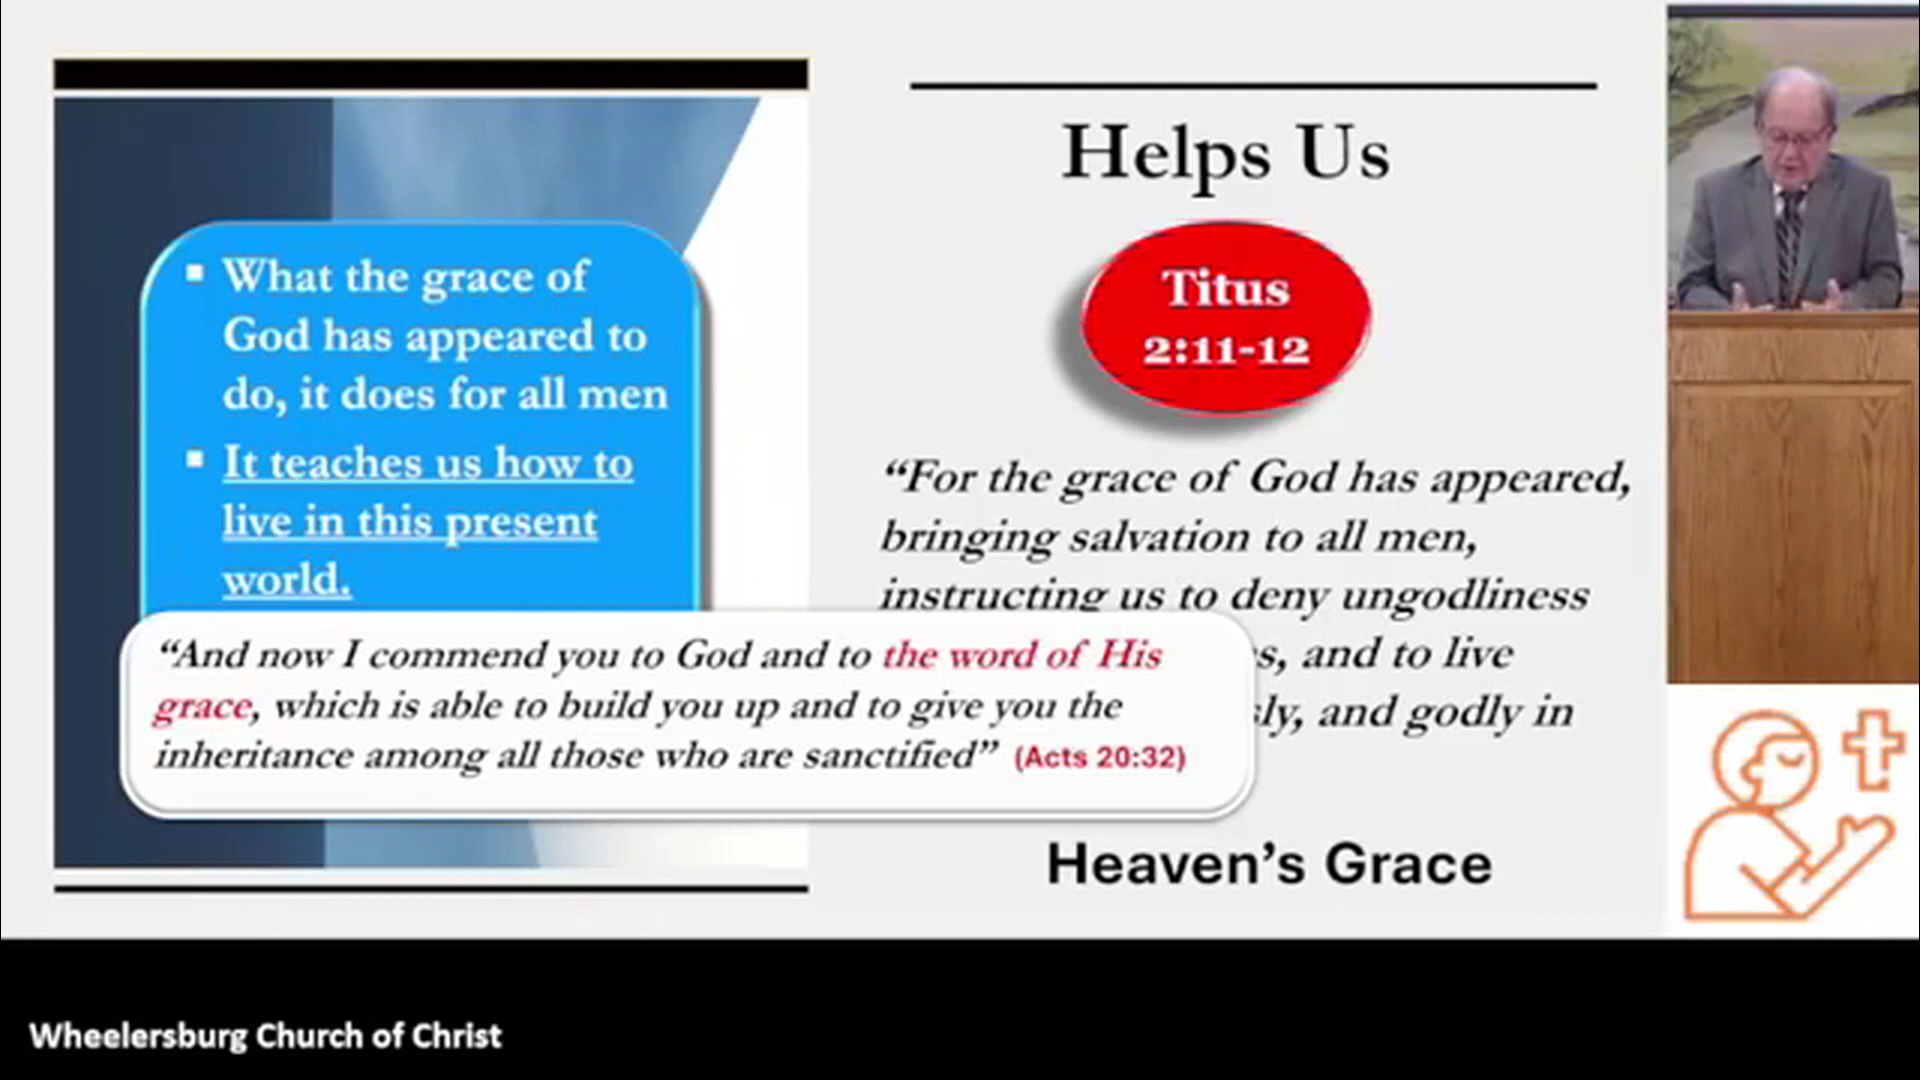 Helps Us
Titus
2:11-12
▪ What the grace of
God has appeared to
do, it does for all men
▪ It teaches us how to
live in this present
world.
“For the grace of God has appeared,
bringing salvation to all men,
instructing us to deny ungodliness
s, and to live
ly, and godly in
“And now I commend you to God and to the word of His
grace, which is able to build you up and to give you the
inheritance among all those who are sanctified” (Acts 20:32)
Heaven’s Grace
Wheelersburg Church of Christ